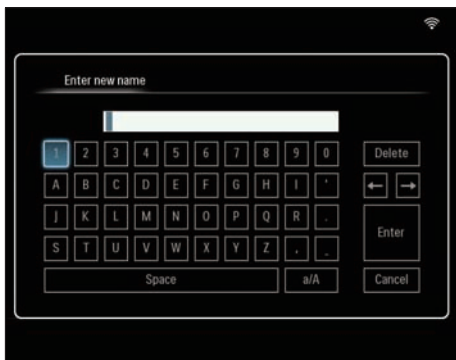 Enter new name
1 2 3 4 5 6 7 8 9 0 Delete
A B C D E F G H I ' ← →
J K L M N O P Q R .
Enter
S T U V W X Y Z , _
Space a/A Cancel